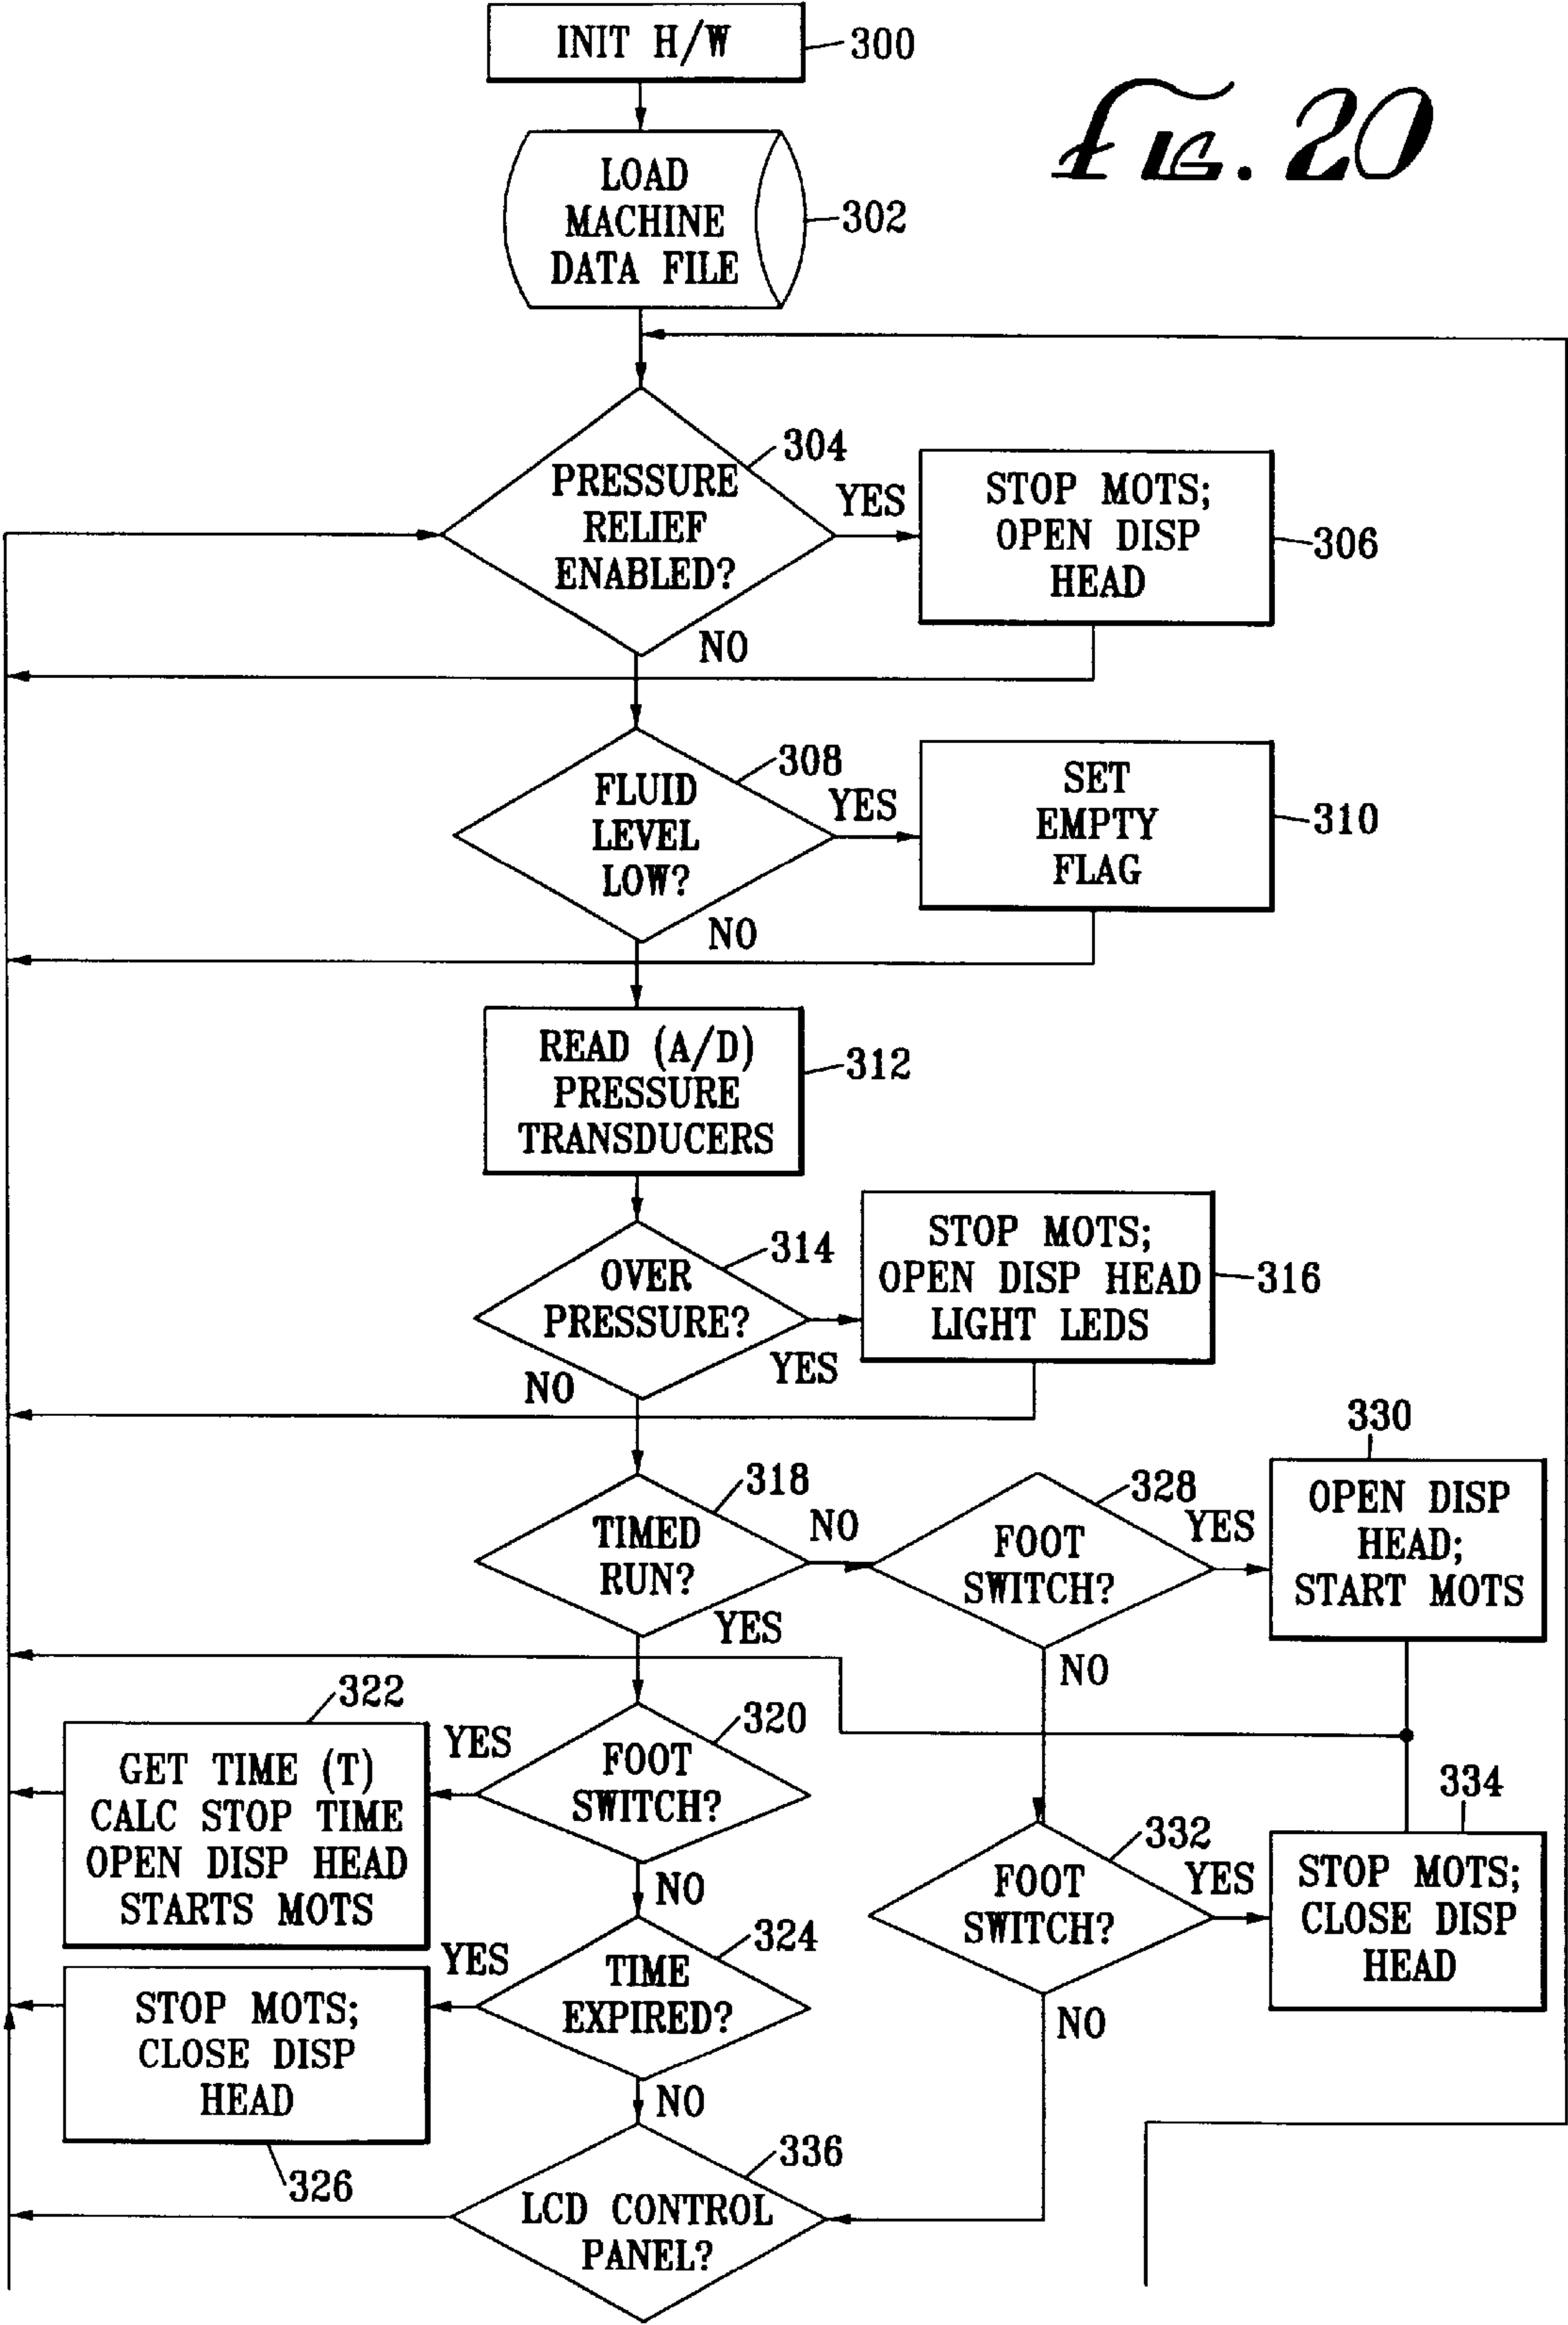 INIT H/W
300
FIG. 20
LOAD
MACHINE
DATA FILE
302
304
PRESSURE
RELIEF
ENABLED?
YES
NO
STOP MOTS;
OPEN DISP
HEAD
306
308
FLUID
LEVEL
LOW?
YES
NO
SET
EMPTY
FLAG
310
READ (A/D)
PRESSURE
TRANSDUCERS
312
314
OVER
PRESSURE?
YES
NO
STOP MOTS;
OPEN DISP HEAD
LIGHT LEDS
316
318
TIMED
RUN?
NO
YES
328
FOOT
SWITCH?
YES
NO
330
OPEN DISP
HEAD;
START MOTS
320
FOOT
SWITCH?
YES
NO
322
GET TIME (T)
CALC STOP TIME
OPEN DISP HEAD
STARTS MOTS
332
FOOT
SWITCH?
YES
NO
334
STOP MOTS;
CLOSE DISP
HEAD
324
TIME
EXPIRED?
YES
NO
STOP MOTS;
CLOSE DISP
HEAD
326
336
LCD CONTROL
PANEL?